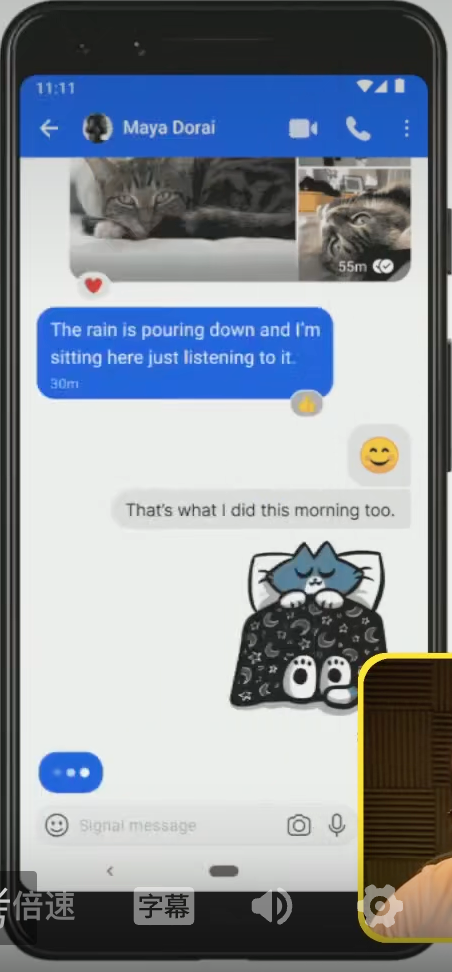 11:11
Maya Dorai
55m
The rain is pouring down and I'm
sitting here just listening to it.
30m
That's what I did this morning too.
Signal message
倍速
字幕